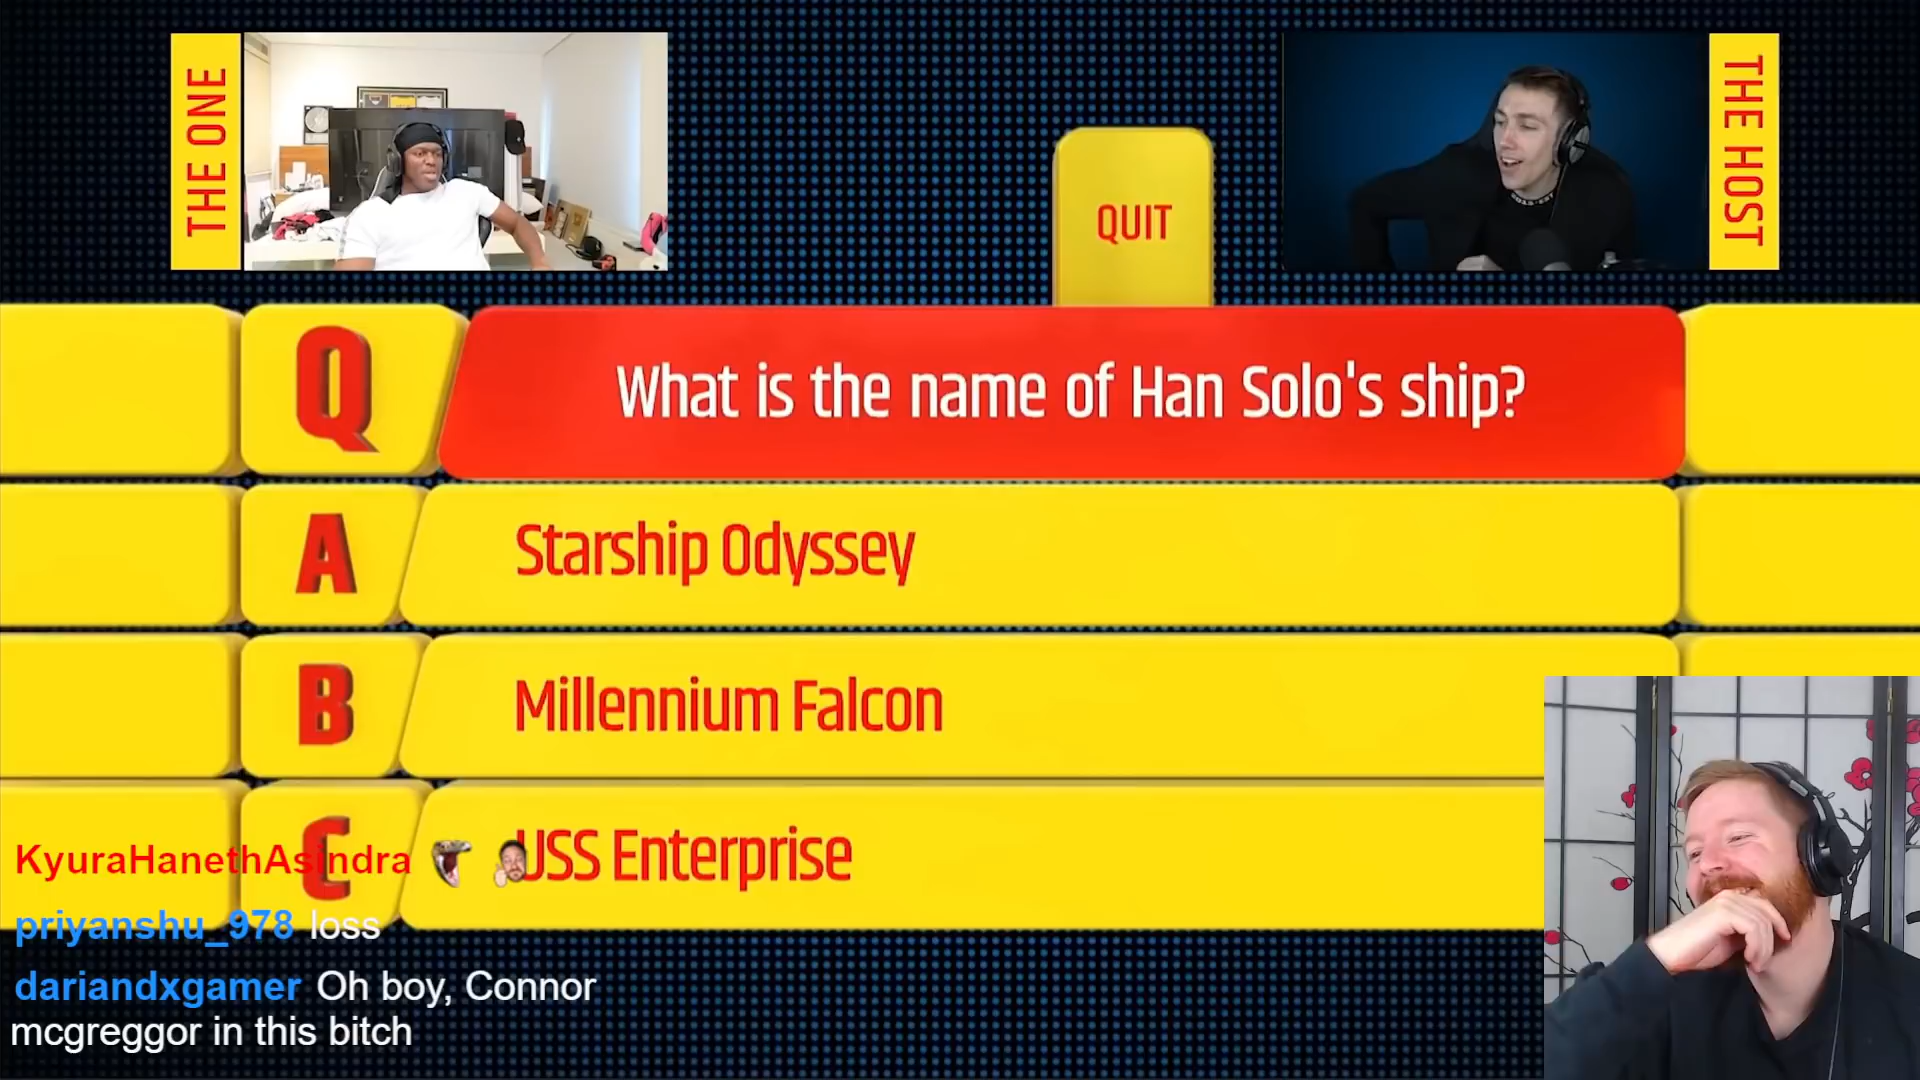 THE ONE
THE HOST
QUIT
Q
What is the name of Han Solo's ship?
A
Starship Odyssey
B
Millennium Falcon
C
USS Enterprise
KyuraHanethAsindra
priyanshu_978 loss
dariandxgamer Oh boy, Connor
mcgreggor in this bitch